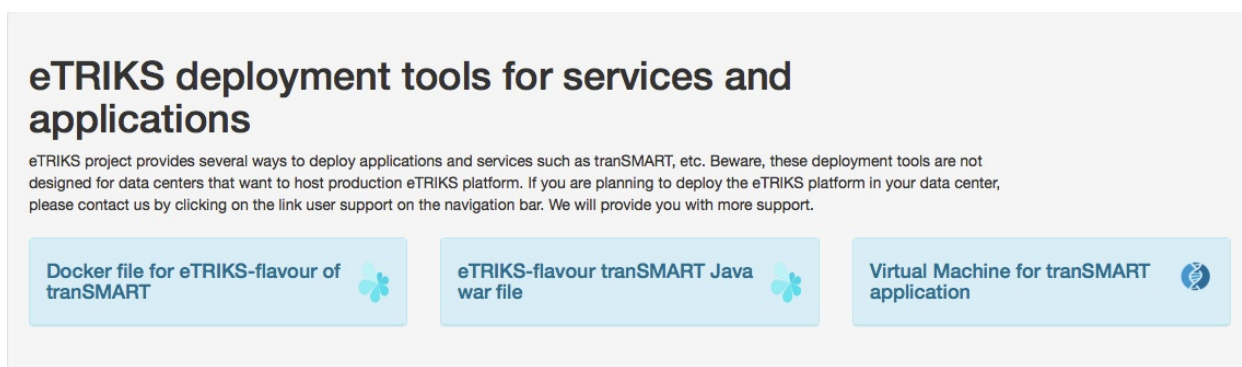 eTRIKS deployment tools for services and
applications
eTRIKS project provides several ways to deploy applications and services such as tranSMART, etc. Beware, these deployment tools are not
designed for data centers that want to host production eTRIKS platform. If you are planning to deploy the eTRIKS platform in your data center,
please contact us by clicking on the link user support on the navigation bar. We will provide you with more support.
Docker file for eTRIKS-flavour of
tranSMART
eTRIKS-flavour tranSMART Java
war file
Virtual Machine for tranSMART
application